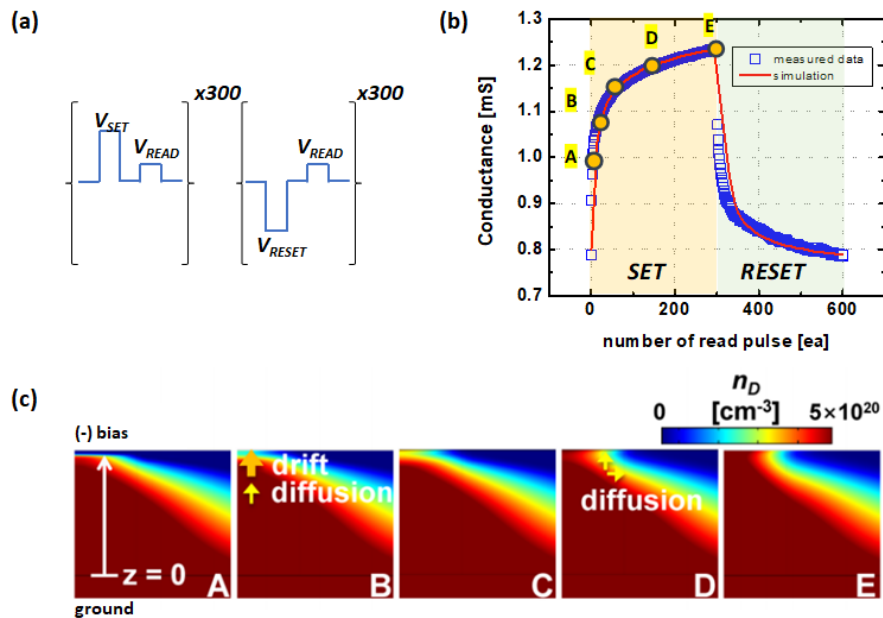 (a)
x300
x300
V_SET
V_READ
V_READ
V_RESET
(b)
Conductance [mS]
1.3
1.2
1.1
1.0
0.9
0.8
0.7
A
B
C
D
E
measured data
simulation
SET
RESET
0
200
400
600
number of read pulse [ea]
(c)
n_D
0 [cm⁻³] 5×10²⁰
(-) bias
drift
diffusion
diffusion
z = 0
A
B
C
D
E
ground